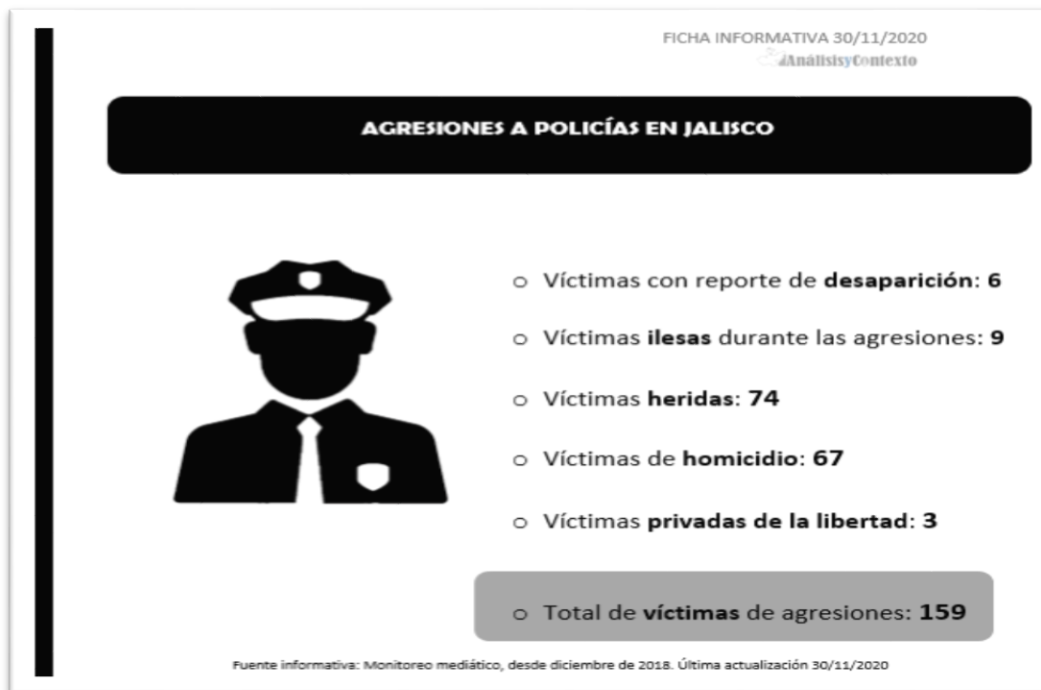 FICHA INFORMATIVA 30/11/2020
AnálisisyContexto
AGRESIONES A POLICÍAS EN JALISCO
o Víctimas con reporte de desaparición: 6
o Víctimas ilesas durante las agresiones: 9
o Víctimas heridas: 74
o Víctimas de homicidio: 67
o Víctimas privadas de la libertad: 3
o Total de víctimas de agresiones: 159
Fuente informativa: Monitoreo mediático, desde diciembre de 2018. Última actualización 30/11/2020